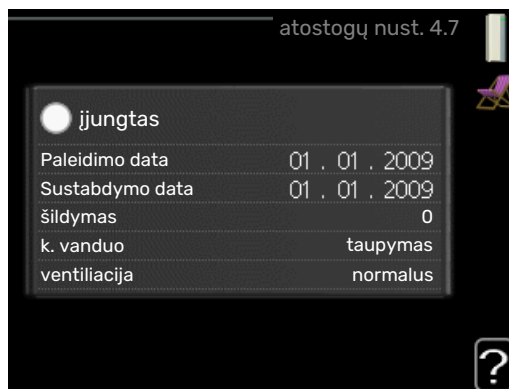 atostogų nust. 4.7
įjungtas
Paleidimo data 01 . 01 . 2009
Sustabdymo data 01 . 01 . 2009
šildymas 0
k. vanduo taupymas
ventiliacija normalus
?